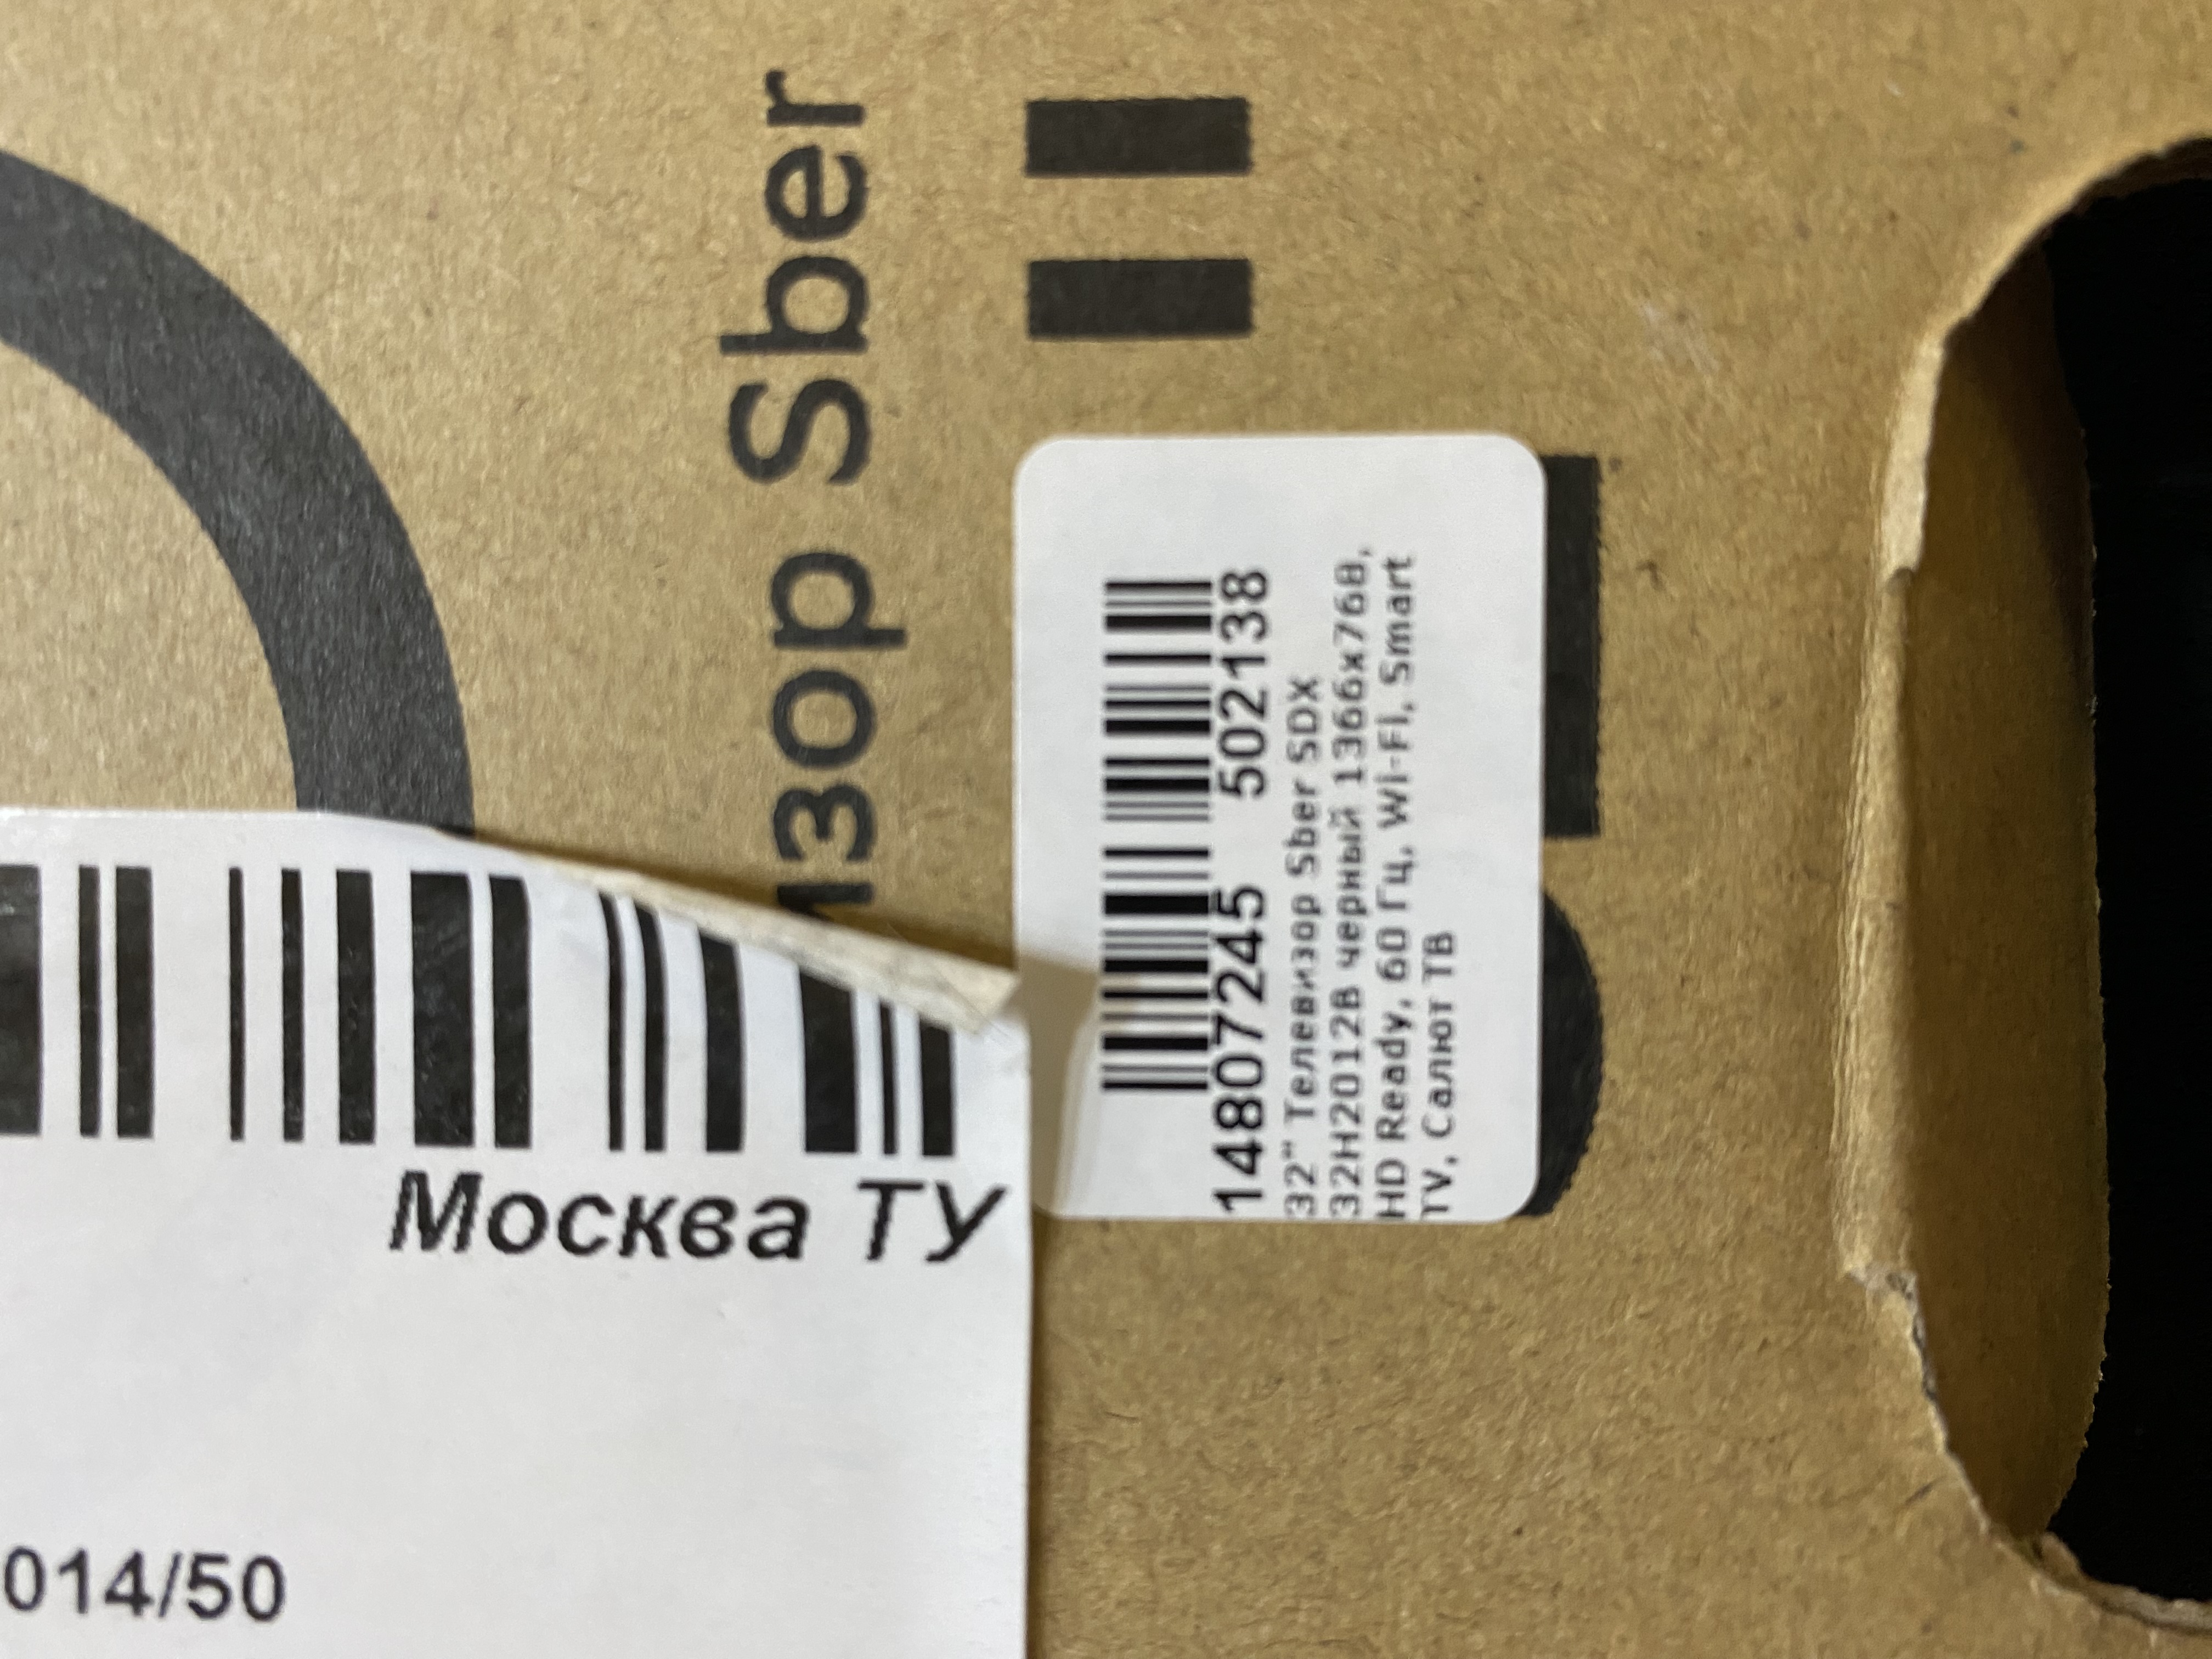 изор Sber
14807245 502138
32" Телевизор Sber SDX
32H2012B черный 1366x768,
HD Ready, 60 Гц, Wi-Fi, Smart
TV, Салют ТВ
Москва ТУ
014/50